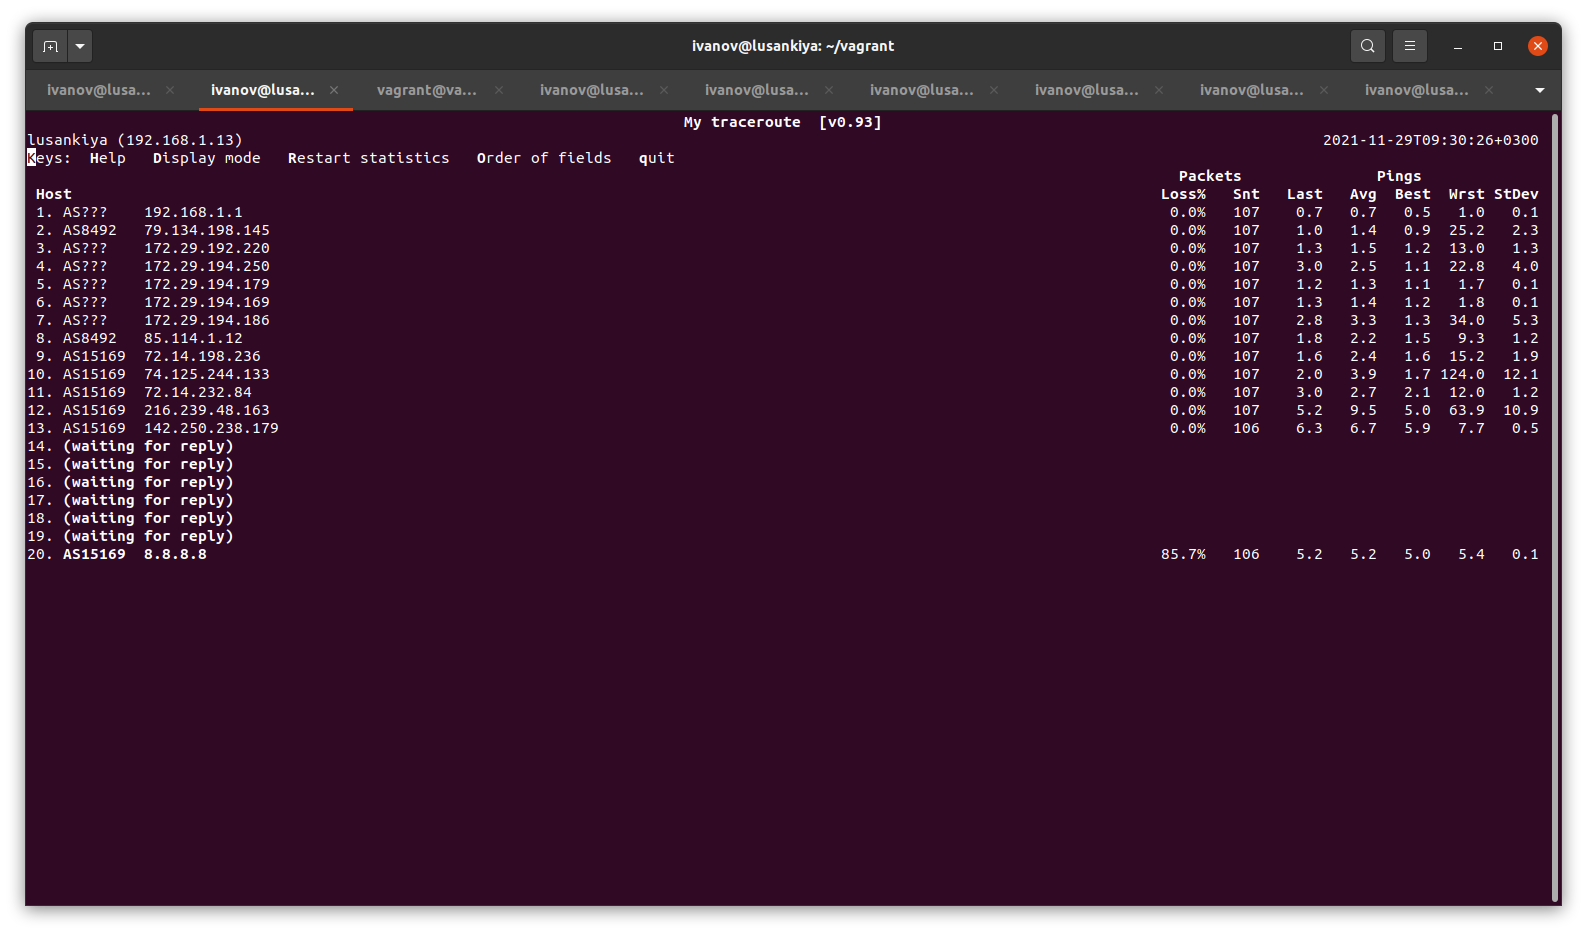 ivanov@lusankiya: ~/vagrant
ivanov@lusa... ivanov@lusa... vagrant@va... ivanov@lusa... ivanov@lusa... ivanov@lusa... ivanov@lusa... ivanov@lusa... ivanov@lusa...
My traceroute  [v0.93]
lusankiya (192.168.1.13) 2021-11-29T09:30:26+0300
Keys:  Help   Display mode   Restart statistics   Order of fields   quit
Packets Pings
Host Loss% Snt Last Avg Best Wrst StDev
1. AS??? 192.168.1.1 0.0% 107 0.7 0.7 0.5 1.0 0.1
2. AS8492 79.134.198.145 0.0% 107 1.0 1.4 0.9 25.2 2.3
3. AS??? 172.29.192.220 0.0% 107 1.3 1.5 1.2 13.0 1.3
4. AS??? 172.29.194.250 0.0% 107 3.0 2.5 1.1 22.8 4.0
5. AS??? 172.29.194.179 0.0% 107 1.2 1.3 1.1 1.7 0.1
6. AS??? 172.29.194.169 0.0% 107 1.3 1.4 1.2 1.8 0.1
7. AS??? 172.29.194.186 0.0% 107 2.8 3.3 1.3 34.0 5.3
8. AS8492 85.114.1.12 0.0% 107 1.8 2.2 1.5 9.3 1.2
9. AS15169 72.14.198.236 0.0% 107 1.6 2.4 1.6 15.2 1.9
10. AS15169 74.125.244.133 0.0% 107 2.0 3.9 1.7 124.0 12.1
11. AS15169 72.14.232.84 0.0% 107 3.0 2.7 2.1 12.0 1.2
12. AS15169 216.239.48.163 0.0% 107 5.2 9.5 5.0 63.9 10.9
13. AS15169 142.250.238.179 0.0% 106 6.3 6.7 5.9 7.7 0.5
14. (waiting for reply)
15. (waiting for reply)
16. (waiting for reply)
17. (waiting for reply)
18. (waiting for reply)
19. (waiting for reply)
20. AS15169 8.8.8.8 85.7% 106 5.2 5.2 5.0 5.4 0.1